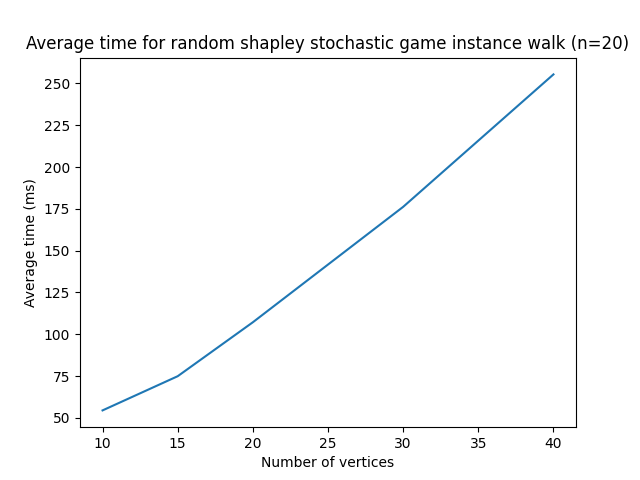 Average time for random shapley stochastic game instance walk (n=20)
250
225
200
175
150
125
100
75
50
Average time (ms)
10 15 20 25 30 35 40
Number of vertices